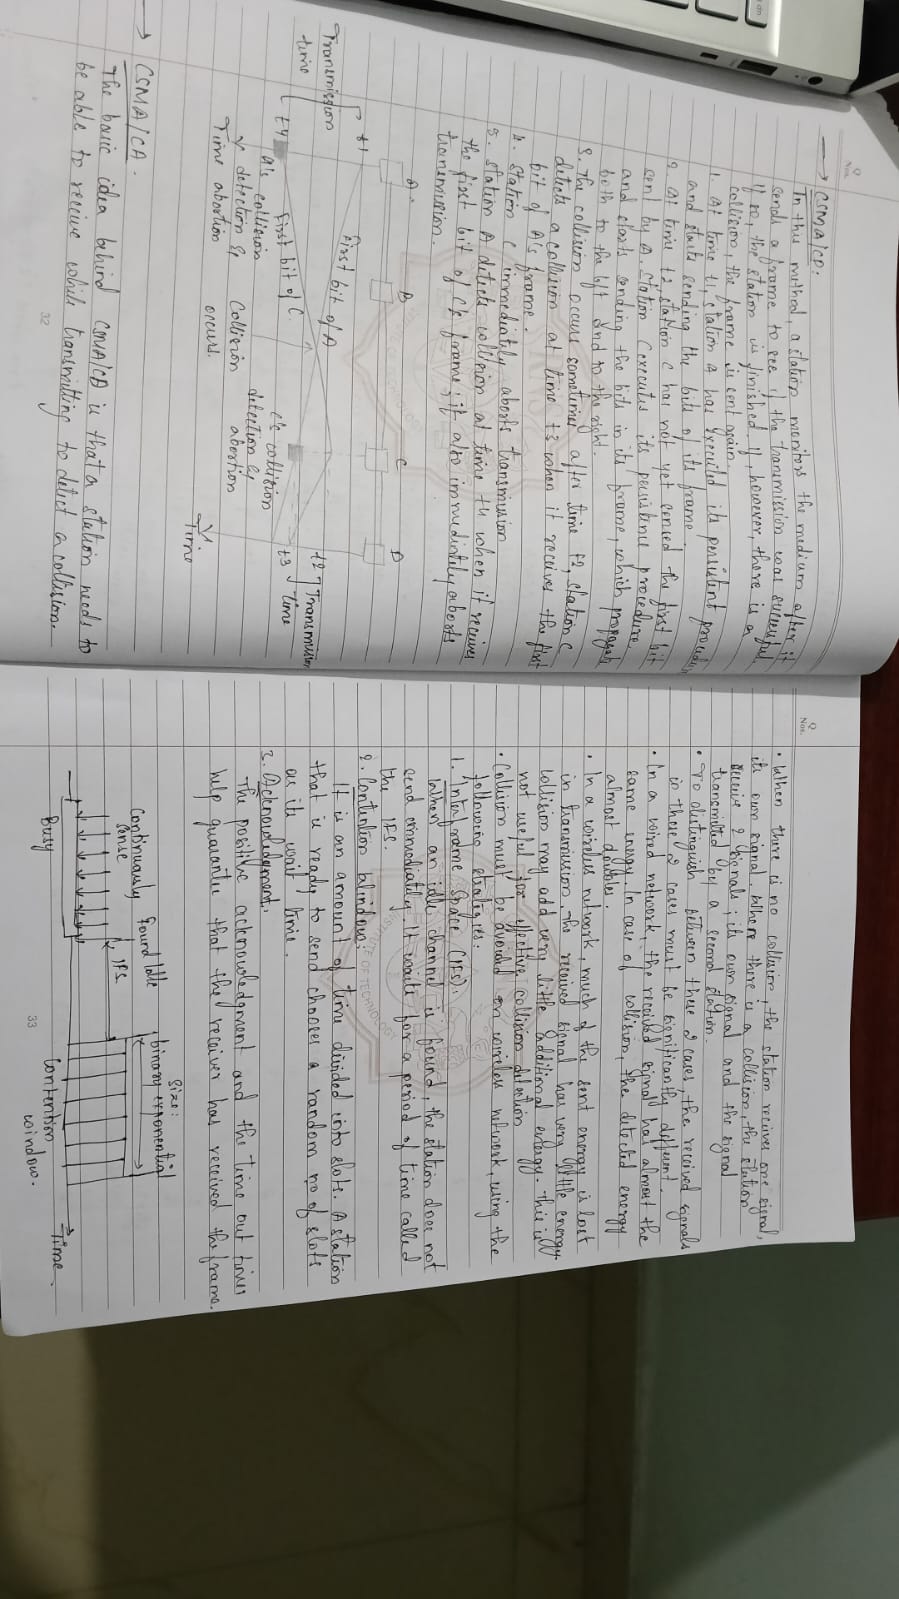 Q
Nos.
→ CSMA/CD:
In this method, a station monitors the medium after it
sends a frame to see if the transmission was successful.
If so, the station is finished. If, however, there is a
collision, the frame is sent again.
1. At time t1, station A has executed its persistent procedure
and starts sending the bits of its frame.
2. At time t2 station C has not yet sensed the first bit
sent by A. Station C executes its persistence procedure
and starts sending the bits in its frame, which propagate
both to the left and to the right.
3. The collision occurs sometimes after time t2, station C
detects a collision at time t3 when it receives the first
bit of A's frame.
4. Station C immediately aborts transmission
5. Station A detects collision at time t4 when it receives
the first bit of C's frame; it also immediately aborts
transmission.
A. B C D
t1 First bit of A t2 Transmission
Transmission
time
t4 First bit of C. t3 time
A's collision C's collision
detection & detection &
abortion abortion
Time Collision occurs. Time
→ CSMA/CA.
The basic idea behind CSMA/CD is that a station needs to
be able to receive while transmitting to detect a collision.
32
Q
Nos.
• When there is no collision, the station receives one signal,
its own signal. Where there is a collision, the station
receive 2 signals; its own signal and the signal
transmitted by a second station.
• To distinguish between these 2 cases, the received signals
in these 2 cases must be significantly different.
• In a wired network, the received signal has almost the
same energy. In case of collision, the detected energy
almost doubles.
• In a wireless network, much of the sent energy is lost
in transmission. The received signal has very little energy.
Collision may add very little additional energy. This is
not useful for effective collision detection
• Collision must be avoided on wireless network, using the
following strategies.
1. Interframe Space (IFS):
When an idle channel is found, the station does not
send immediately. It waits for a period of time called
the IFS.
2. Contention Window:
It is an amount of time divided into slots. A station
that is ready to send chooses a random no of slots
as its wait time.
3. Acknowledgment:
The positive acknowledgment and the time out timer
help guarantee that the receiver has received the frame.
Size:
Found Idle binary exponential
Continuously
sense IFS
Busy Contention
window. Time
33